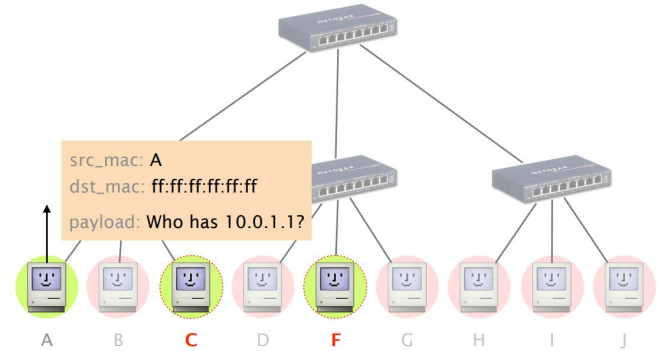 src_mac: A
dst_mac: ff:ff:ff:ff:ff:ff
payload: Who has 10.0.1.1?
A B C D F G H I J